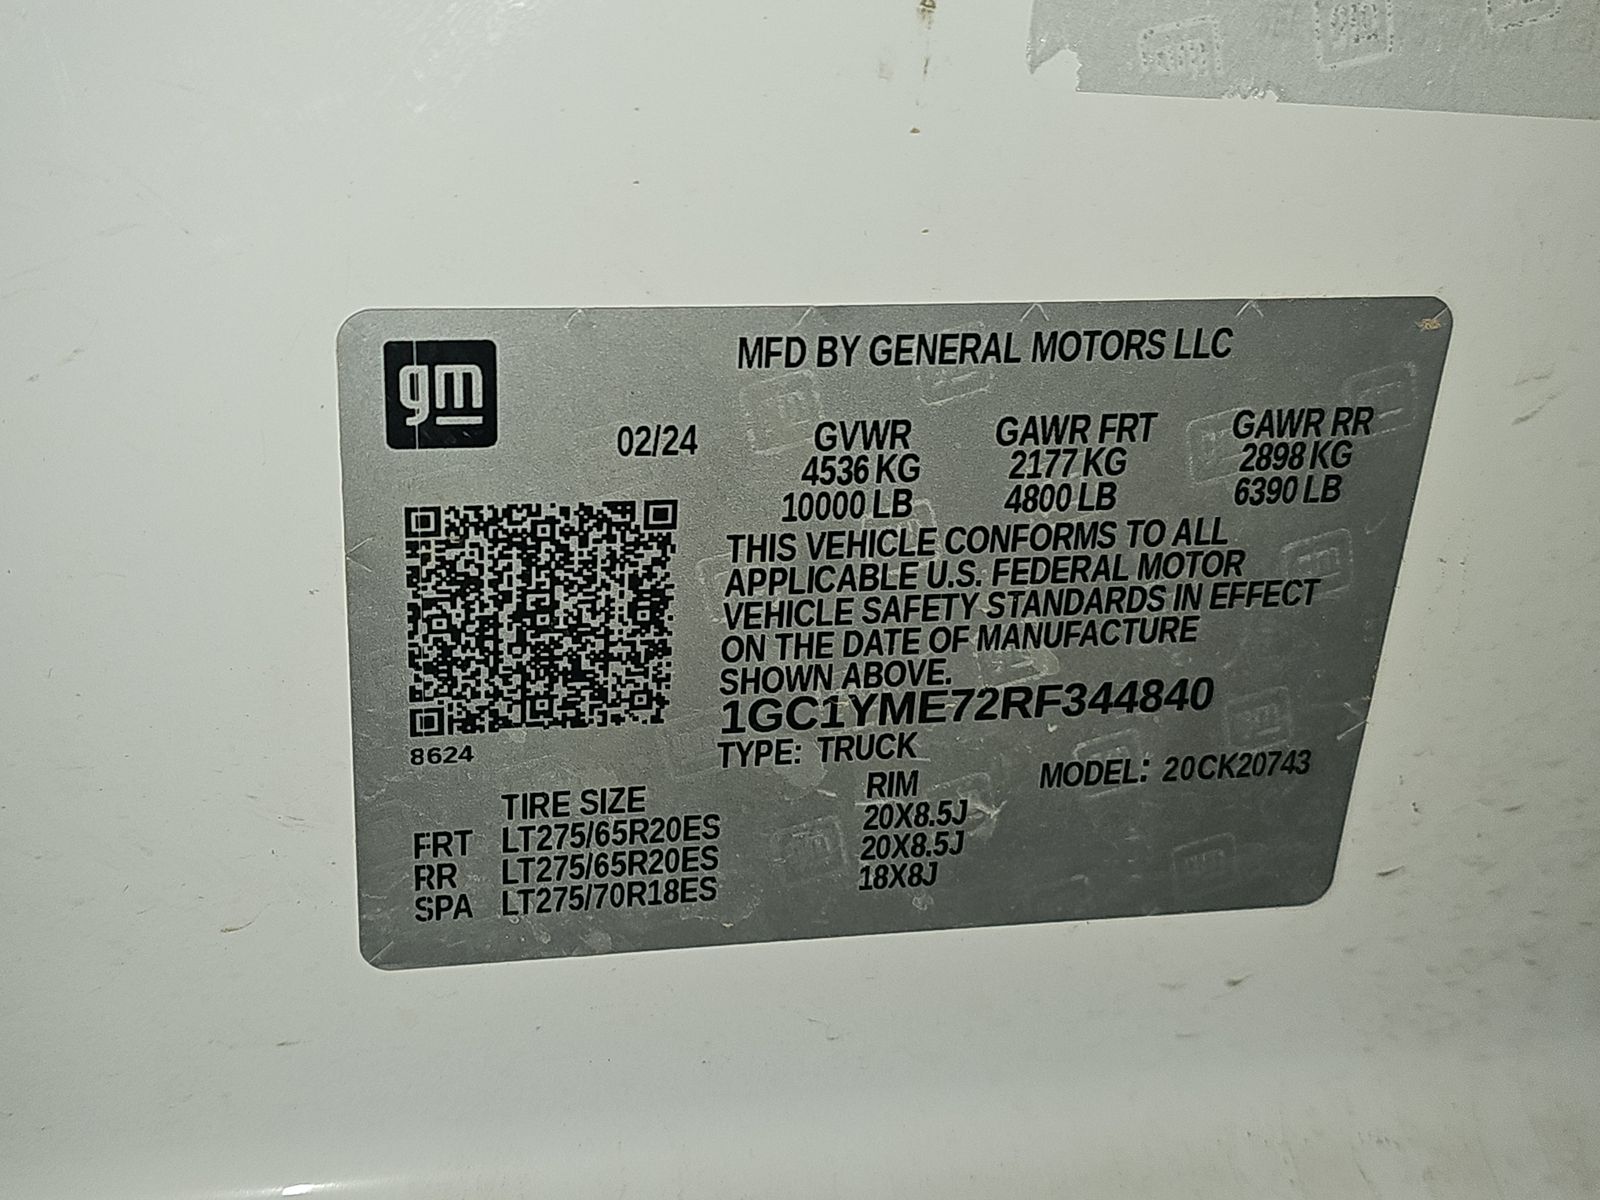 gm
MFD BY GENERAL MOTORS LLC
02/24 GVWR GAWR FRT GAWR RR
4536 KG 2177 KG 2898 KG
10000 LB 4800 LB 6390 LB
THIS VEHICLE CONFORMS TO ALL
APPLICABLE U.S. FEDERAL MOTOR
VEHICLE SAFETY STANDARDS IN EFFECT
ON THE DATE OF MANUFACTURE
SHOWN ABOVE.
1GC1YME72RF344840
8624
TYPE: TRUCK
MODEL: 20CK20743
TIRE SIZE RIM
FRT LT275/65R20ES 20X8.5J
RR LT275/65R20ES 20X8.5J
SPA LT275/70R18ES 18X8J